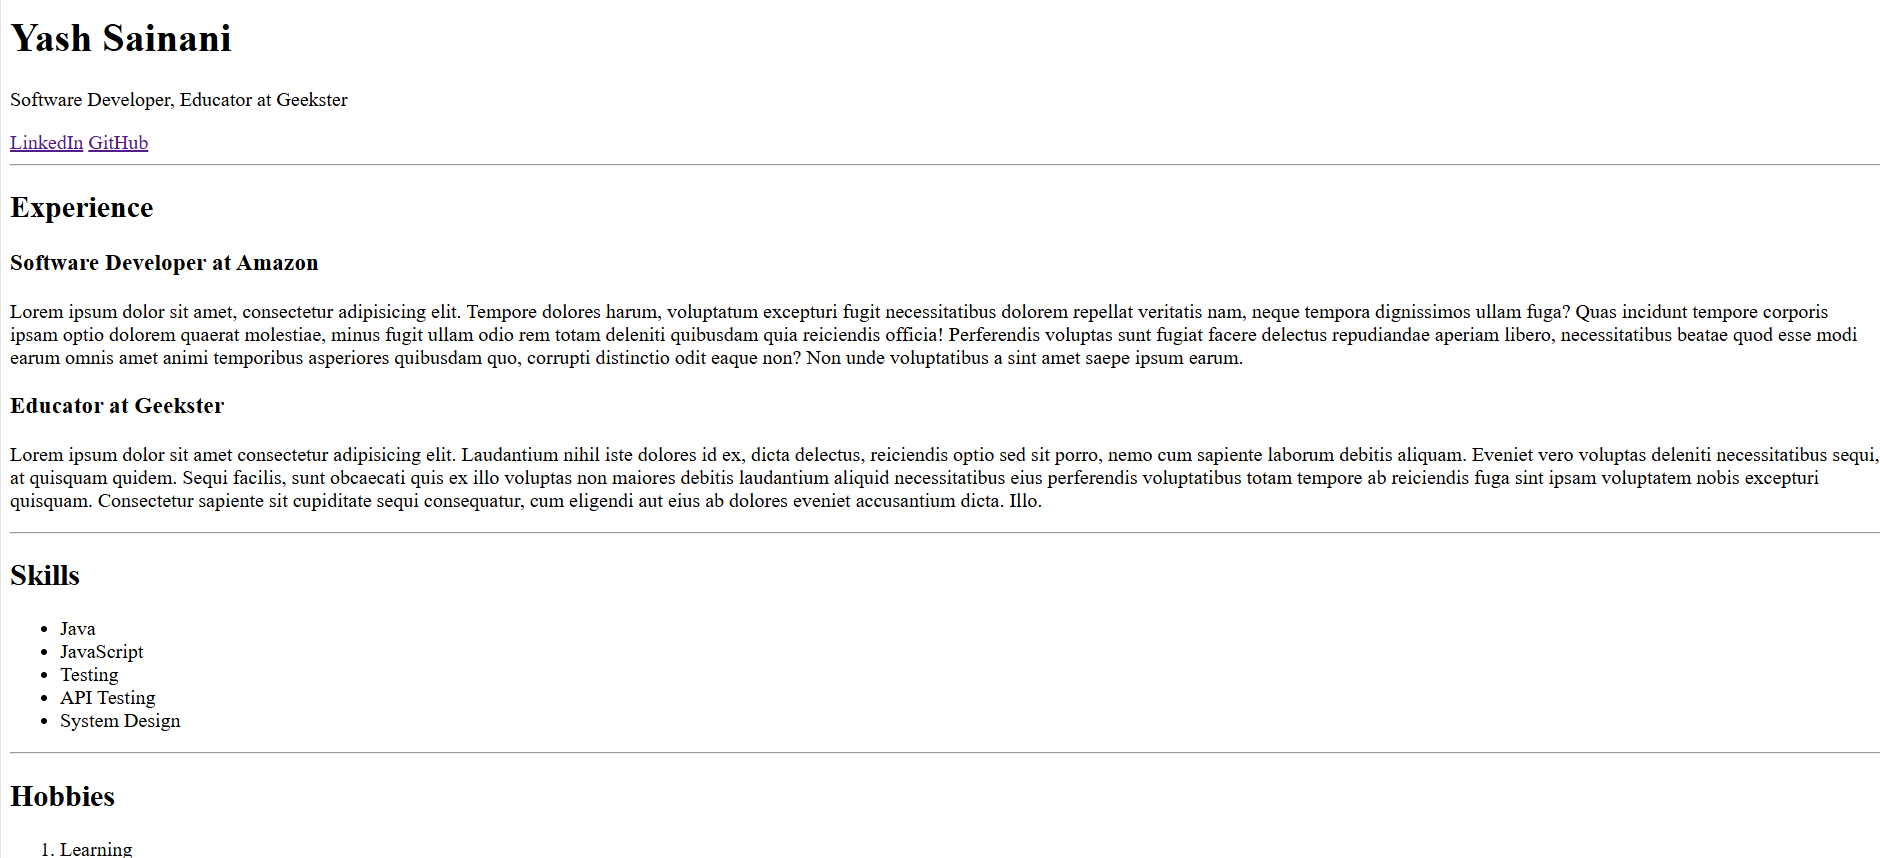 Yash Sainani
Software Developer, Educator at Geekster
LinkedIn GitHub
Experience
Software Developer at Amazon
Lorem ipsum dolor sit amet, consectetur adipisicing elit. Tempore dolores harum, voluptatum excepturi fugit necessitatibus dolorem repellat veritatis nam, neque tempora dignissimos ullam fuga? Quas incidunt tempore corporis
ipsam optio dolorem quaerat molestiae, minus fugit ullam odio rem totam deleniti quibusdam quia reiciendis officia! Perferendis voluptas sunt fugiat facere delectus repudiandae aperiam libero, necessitatibus beatae quod esse modi
earum omnis amet animi temporibus asperiores quibusdam quo, corrupti distinctio odit eaque non? Non unde voluptatibus a sint amet saepe ipsum earum.
Educator at Geekster
Lorem ipsum dolor sit amet consectetur adipisicing elit. Laudantium nihil iste dolores id ex, dicta delectus, reiciendis optio sed sit porro, nemo cum sapiente laborum debitis aliquam. Eveniet vero voluptas deleniti necessitatibus sequi,
at quisquam quidem. Sequi facilis, sunt obcaecati quis ex illo voluptas non maiores debitis laudantium aliquid necessitatibus eius perferendis voluptatibus totam tempore ab reiciendis fuga sint ipsam voluptatem nobis excepturi
quisquam. Consectetur sapiente sit cupiditate sequi consequatur, cum eligendi aut eius ab dolores eveniet accusantium dicta. Illo.
Skills
• Java
• JavaScript
• Testing
• API Testing
• System Design
Hobbies
1. Learning